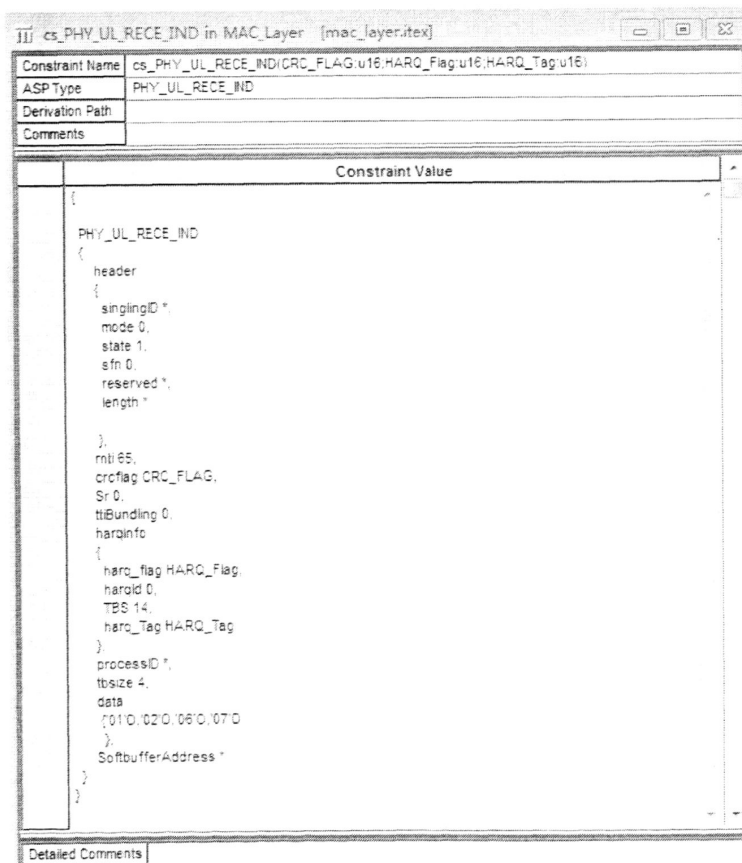 cs_PHY_UL_RECE_IND in MAC_Layer [mac_layer.itex]
Constraint Name cs_PHY_UL_RECE_IND(CRC_FLAG:u16;HARQ_Flag:u16;HARQ_Tag:u16)
ASP Type PHY_UL_RECE_IND
Derivation Path
Comments
Constraint Value
{
PHY_UL_RECE_IND
{
header
{
singlingID *,
mode 0,
state 1,
sfn 0,
reserved *,
length *
},
rnti 65,
crcflag CRC_FLAG,
Sr 0,
ttiBundling 0,
harqinfo
{
harq_flag HARQ_Flag,
harqId 0,
TBS 14,
harq_Tag HARQ_Tag
},
processID *,
tbsize 4,
data
{'01'O,'02'O,'06'O,'07'O
},
SoftbufferAddress *
}
}
Detailed Comments